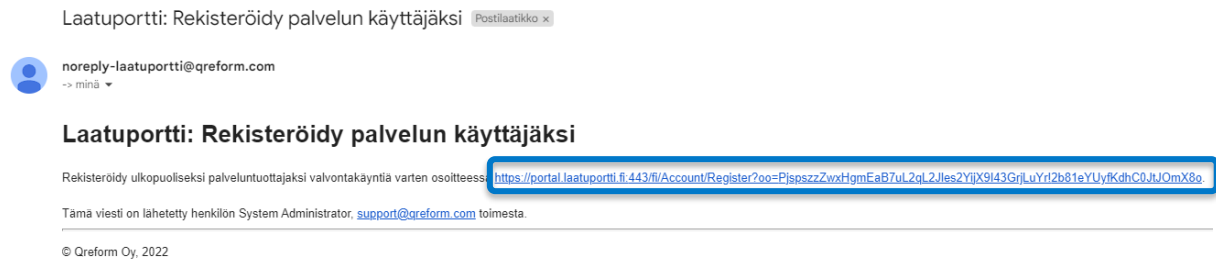 Laatuportti: Rekisteröidy palvelun käyttäjäksi Postilaatikko ×
noreply-laatuportti@qreform.com
-> minä
Laatuportti: Rekisteröidy palvelun käyttäjäksi
Rekisteröidy ulkopuoliseksi palveluntuottajaksi valvontakäyntiä varten osoitteessa https://portal.laatuportti.fi:443/fi/Account/Register?oo=PjspszzZwxHgmEaB7uL2qL2Jles2YijX9I43GrjLuYr!2b81eYUyfKdhC0JtJOmX8o.
Tämä viesti on lähetetty henkilön System Administrator, support@qreform.com toimesta.
© Qreform Oy, 2022